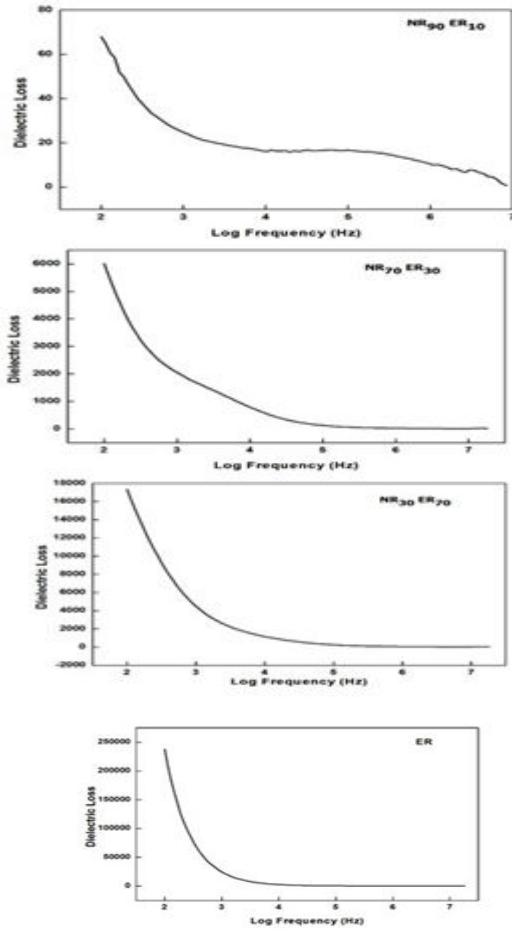 80
NR90 ER10
60
40
20
0
Dielectric Loss
2 3 4 5 6 7
Log Frequency (Hz)
6000
NR70 ER30
5000
4000
3000
2000
1000
0
Dielectric Loss
2 3 4 5 6 7
Log Frequency (Hz)
18000
NR30 ER70
16000
14000
12000
10000
8000
6000
4000
2000
0
-2000
Dielectric Loss
2 3 4 5 6 7
Log Frequency (Hz)
ER
250000
200000
150000
100000
50000
0
Dielectric Loss
2 3 4 5 6 7
Log Frequency (Hz)